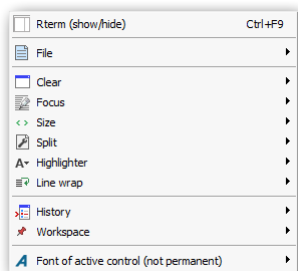 Rterm (show/hide) Ctrl+F9
File
Clear
Focus
Size
Split
Highlighter
Line wrap
History
Workspace
Font of active control (not permanent)